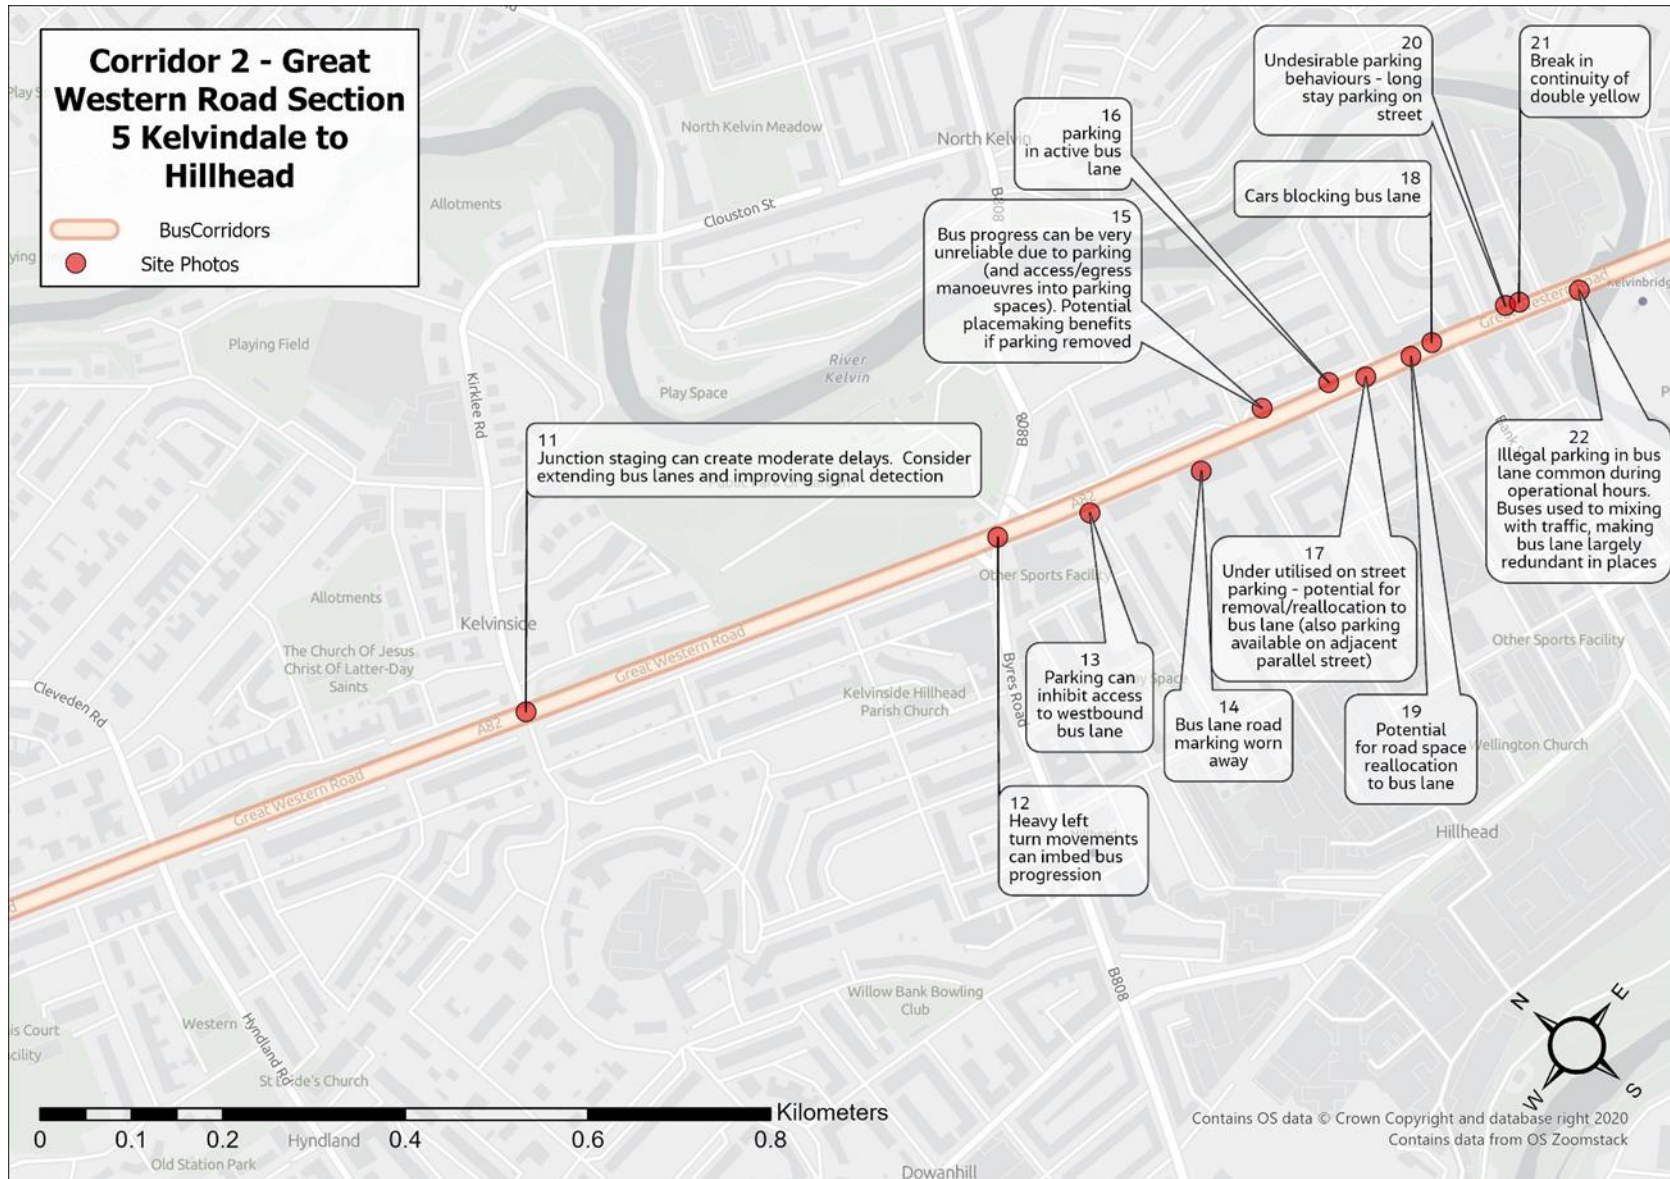 Corridor 2 - Great
Western Road Section
5 Kelvindale to
Hillhead
BusCorridors
Site Photos
North Kelvin Meadow
North Kelvin
Allotments
Clouston St
B808
Playing Field
Kirklee Rd
River
Kelvin
Play Space
B808
16
parking
in active bus
lane
15
Bus progress can be very
unreliable due to parking
(and access/egress
manoeuvres into parking
spaces). Potential
placemaking benefits
if parking removed
20
Undesirable parking
behaviours - long
stay parking on
street
21
Break in
continuity of
double yellow
18
Cars blocking bus lane
Great Western Road
Kelvinbridge
11
Junction staging can create moderate delays. Consider
extending bus lanes and improving signal detection
A82
Other Sports Facility
22
Illegal parking in bus
lane common during
operational hours.
Buses used to mixing
with traffic, making
bus lane largely
redundant in places
17
Under utilised on street
parking - potential for
removal/reallocation to
bus lane (also parking
available on adjacent
parallel street)
Allotments
Kelvinside
The Church Of Jesus
Christ Of Latter-Day
Saints
Great Western Road
Cleveden Rd
A82
Kelvinside Hillhead
Parish Church
Byres Road
13
Parking can
inhibit access
to westbound
bus lane
14
Bus lane road
marking worn
away
19
Potential
for road space
reallocation
to bus lane
Other Sports Facility
Wellington Church
Great Western Road
12
Heavy left
turn movements
can imbed bus
progression
Hillhead
B808
Willow Bank Bowling
Club
Western
Hyndland Rd
St Bride's Church
Hyndland
Old Station Park
Dowanhill
N
E
W
S
Kilometers
0 0.1 0.2 0.4 0.6 0.8
Contains OS data © Crown Copyright and database right 2020
Contains data from OS Zoomstack